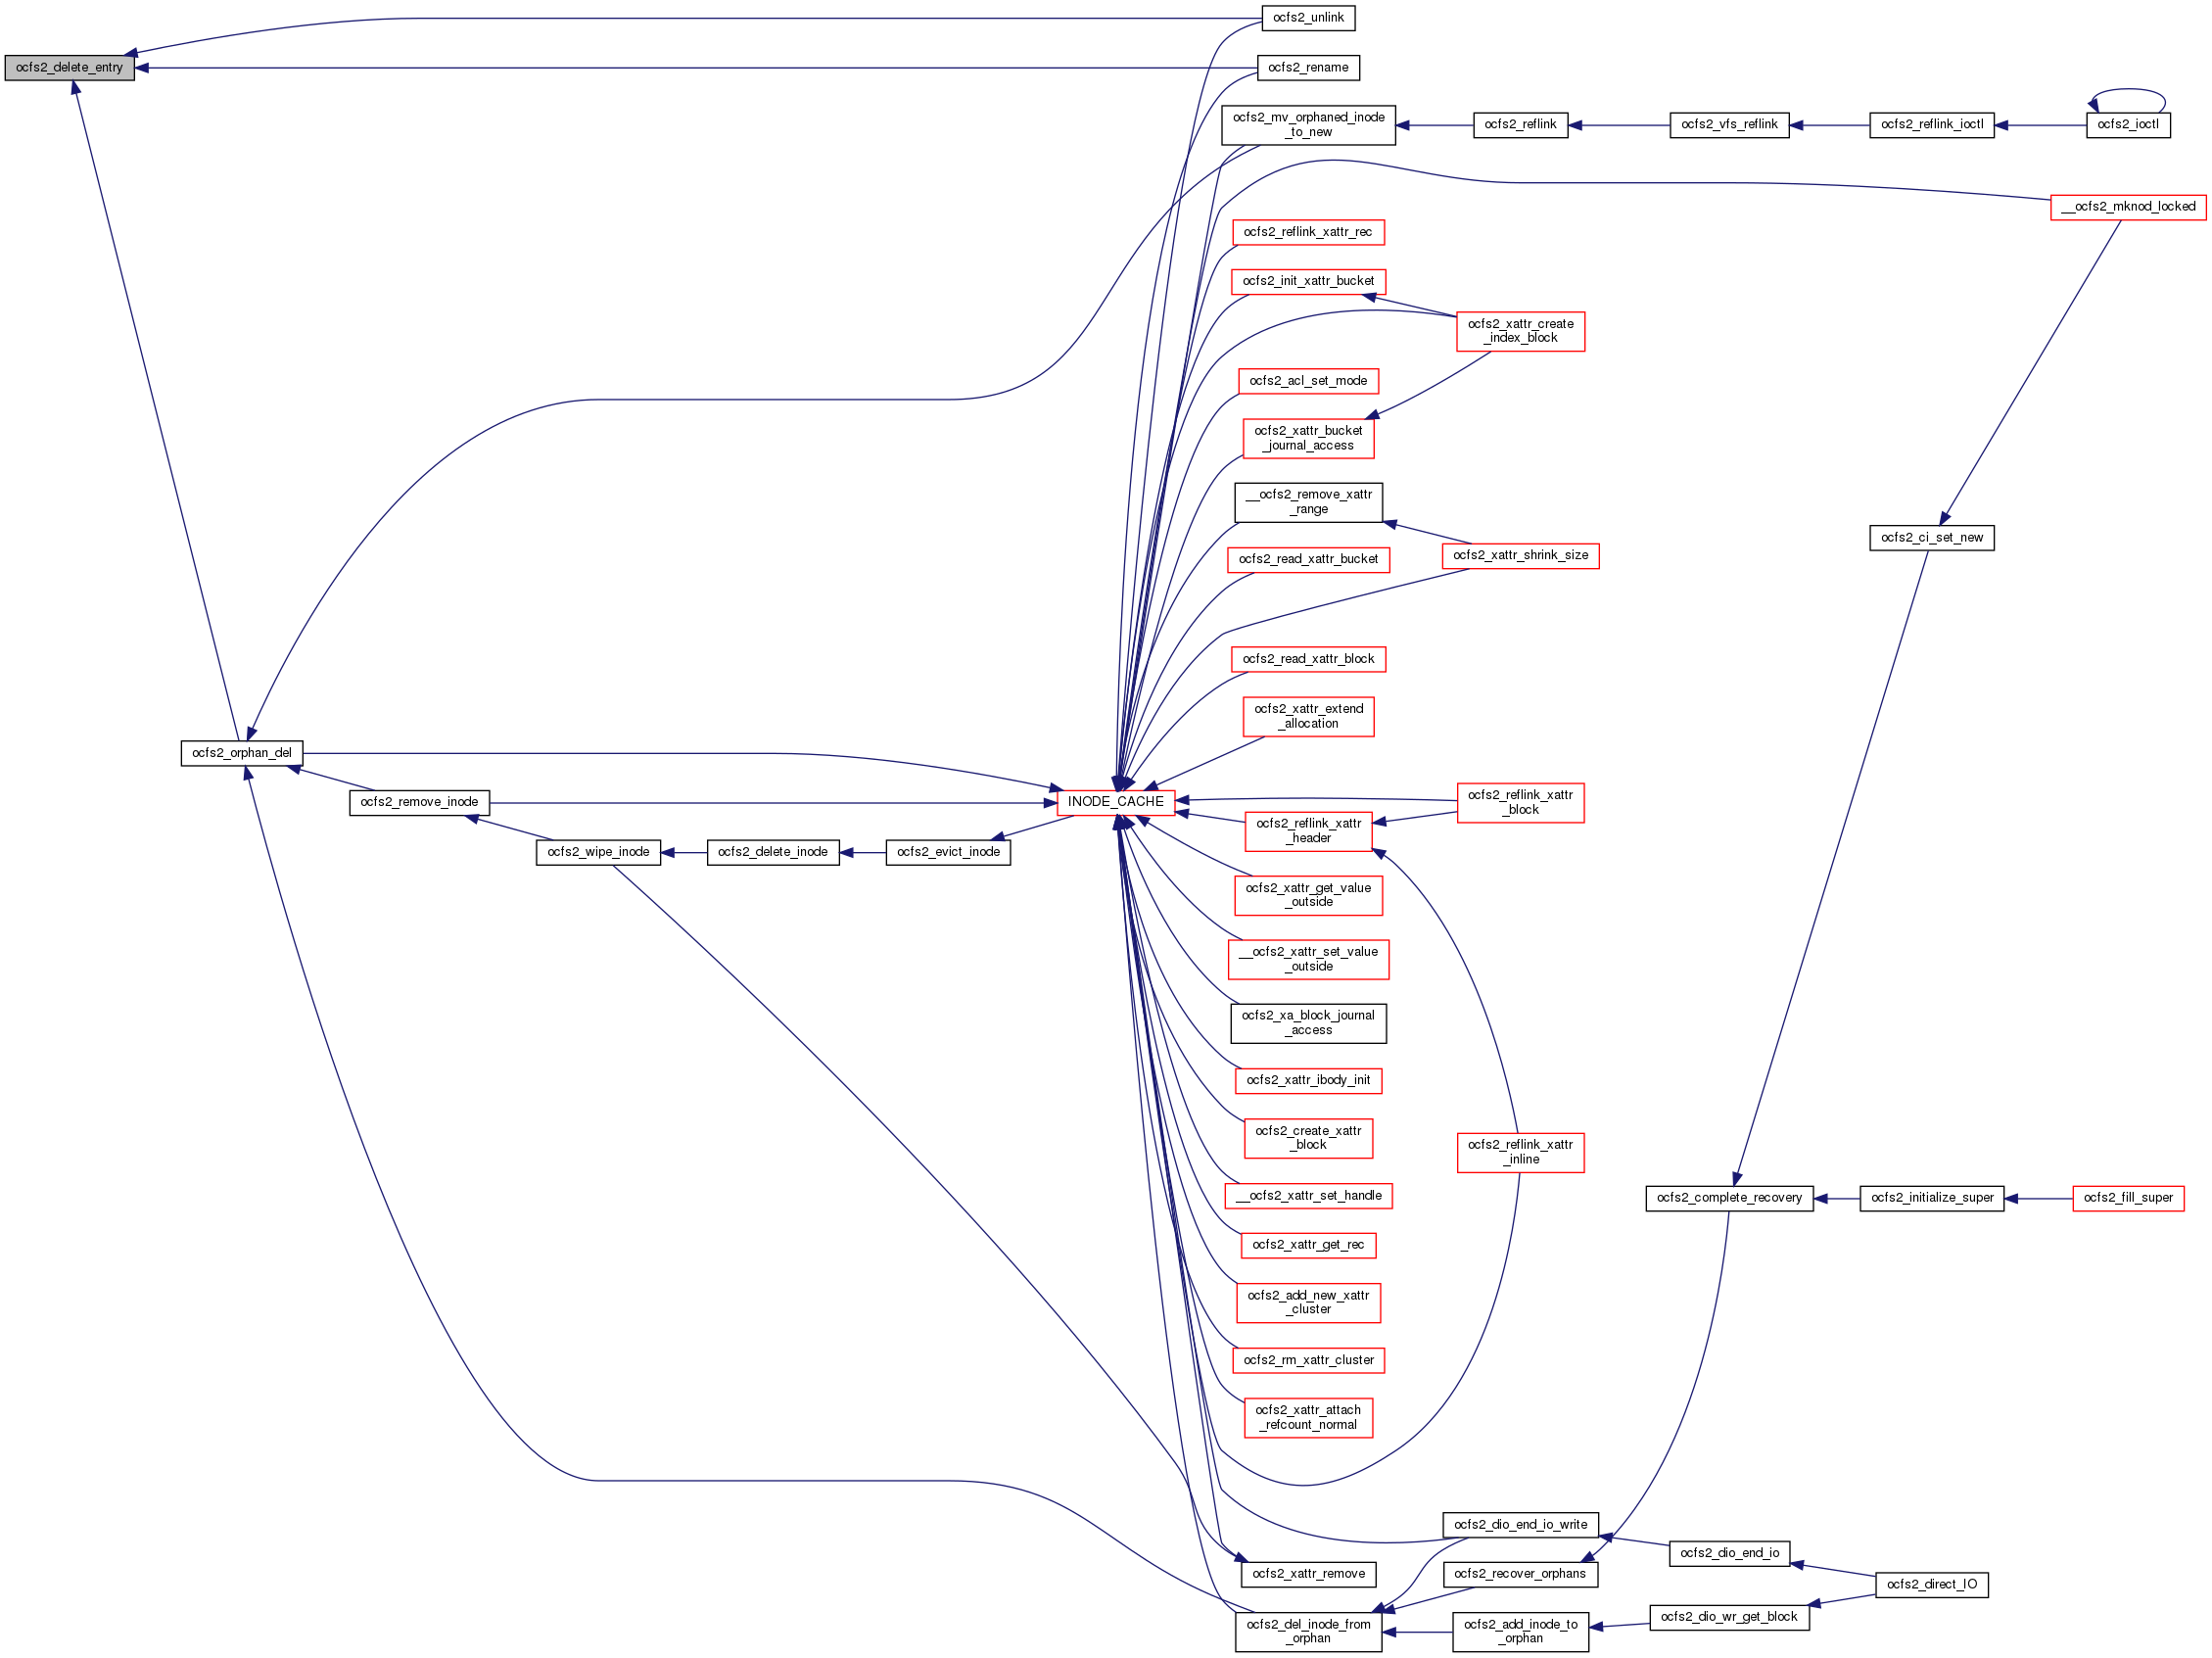 ocfs2_unlink
ocfs2_delete_entry
ocfs2_rename
ocfs2_mv_orphaned_inode
_to_new
ocfs2_reflink
ocfs2_vfs_reflink
ocfs2_reflink_ioctl
ocfs2_ioctl
__ocfs2_mknod_locked
ocfs2_reflink_xattr_rec
ocfs2_init_xattr_bucket
ocfs2_xattr_create
_index_block
ocfs2_acl_set_mode
ocfs2_xattr_bucket
_journal_access
__ocfs2_remove_xattr
_range
ocfs2_ci_set_new
ocfs2_read_xattr_bucket
ocfs2_xattr_shrink_size
ocfs2_read_xattr_block
ocfs2_xattr_extend
_allocation
ocfs2_orphan_del
ocfs2_remove_inode
INODE_CACHE
ocfs2_reflink_xattr
_block
ocfs2_reflink_xattr
_header
ocfs2_wipe_inode
ocfs2_delete_inode
ocfs2_evict_inode
ocfs2_xattr_get_value
_outside
__ocfs2_xattr_set_value
_outside
ocfs2_xa_block_journal
_access
ocfs2_xattr_ibody_init
ocfs2_create_xattr
_block
ocfs2_reflink_xattr
_inline
__ocfs2_xattr_set_handle
ocfs2_complete_recovery
ocfs2_initialize_super
ocfs2_fill_super
ocfs2_xattr_get_rec
ocfs2_add_new_xattr
_cluster
ocfs2_rm_xattr_cluster
ocfs2_xattr_attach
_refcount_normal
ocfs2_dio_end_io_write
ocfs2_dio_end_io
ocfs2_xattr_remove
ocfs2_recover_orphans
ocfs2_direct_IO
ocfs2_del_inode_from
_orphan
ocfs2_add_inode_to
_orphan
ocfs2_dio_wr_get_block